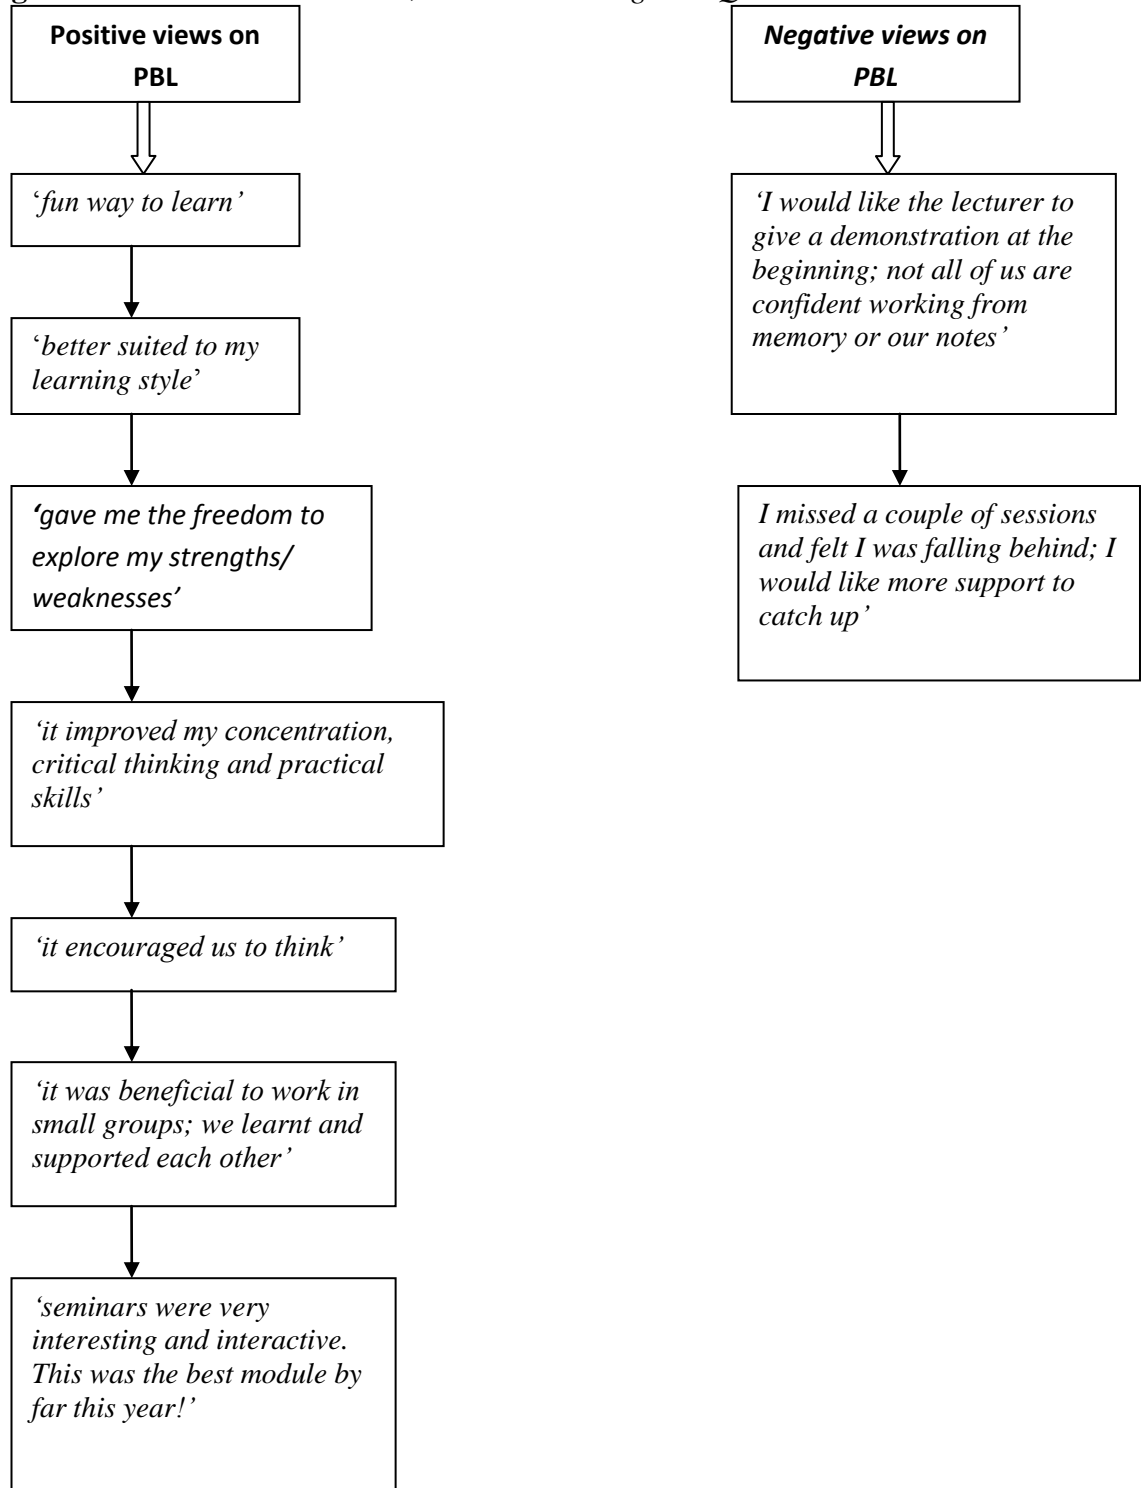 Positive views on
PBL
‘fun way to learn’
‘better suited to my
learning style’
‘gave me the freedom to
explore my strengths/
weaknesses’
‘it improved my concentration,
critical thinking and practical
skills’
‘it encouraged us to think’
‘it was beneficial to work in
small groups; we learnt and
supported each other’
‘seminars were very
interesting and interactive.
This was the best module by
far this year!’
Negative views on
PBL
‘I would like the lecturer to
give a demonstration at the
beginning; not all of us are
confident working from
memory or our notes’
I missed a couple of sessions
and felt I was falling behind; I
would like more support to
catch up’